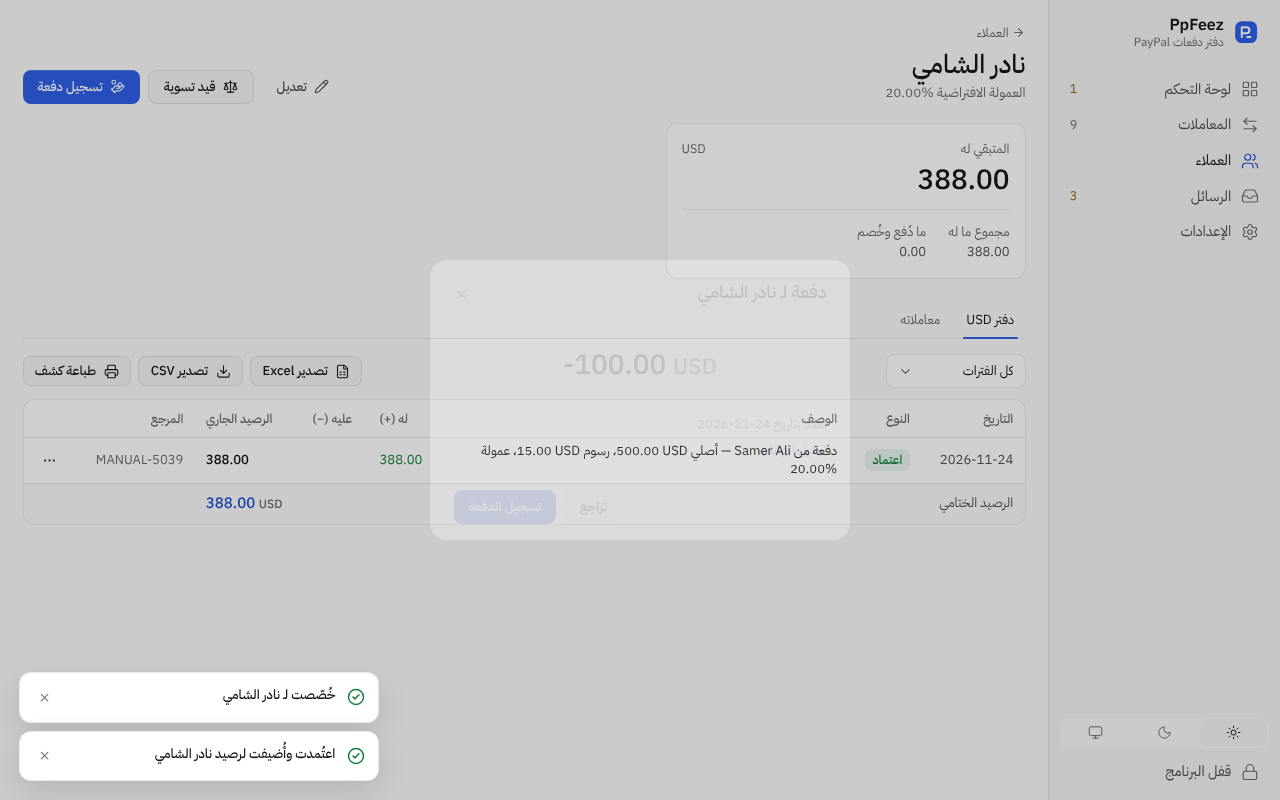 PpFeez
دفتر دفعات PayPal
لوحة التحكم 1
المعاملات 9
العملاء
الرسائل 3
الإعدادات
قفل البرنامج
العملاء
نادر الشامي
العمولة الافتراضية 20.00%
تعديل
قيد تسوية
تسجيل دفعة
المتبقي له USD
388.00
مجموع ما له ما دُفع وخُصم
388.00 0.00
دفتر USD معاملاته
كل الفترات
تصدير Excel
تصدير CSV
طباعة كشف
التاريخ النوع الوصف له (+) عليه (−) الرصيد الجاري المرجع
2026-11-24 اعتماد دفعة من Samer Ali — أصلي 500.00 USD، رسوم 15.00 USD، عمولة 20.00% 388.00 388.00 MANUAL-5039
الرصيد الختامي 388.00 USD
دفعة لـ نادر الشامي
-100.00 USD
بتاريخ 2026-11-24
تراجع
تسجيل الدفعة
خُصّصت لـ نادر الشامي
اعتُمدت وأُضيفت لرصيد نادر الشامي